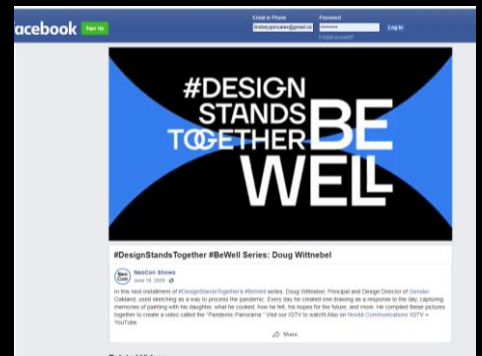 acebook
Sign Up
Email or Phone
Password
Log In
Forgot account?
#DESIGN
STANDS
TOGETHER
BE
WELL
#DesignStandsTogether #BeWell Series: Doug Wittnebel
NeoCon Shows
June 18, 2020
In this next installment of #DesignStandsTogether's #BeWell series, Doug Wittnebel, Principal and Design Director of Gensler
Oakland, used sketching as a way to process the pandemic. Every day he created one drawing as a response to the day, capturing
memories of painting with his daughter, what he cooked, how he felt, his hopes for the future, and more. He compiled these pictures
together to create a video called the "Pandemic Panorama." Visit our IGTV to watch! Also on Novità Communications' IGTV +
YouTube.
Share